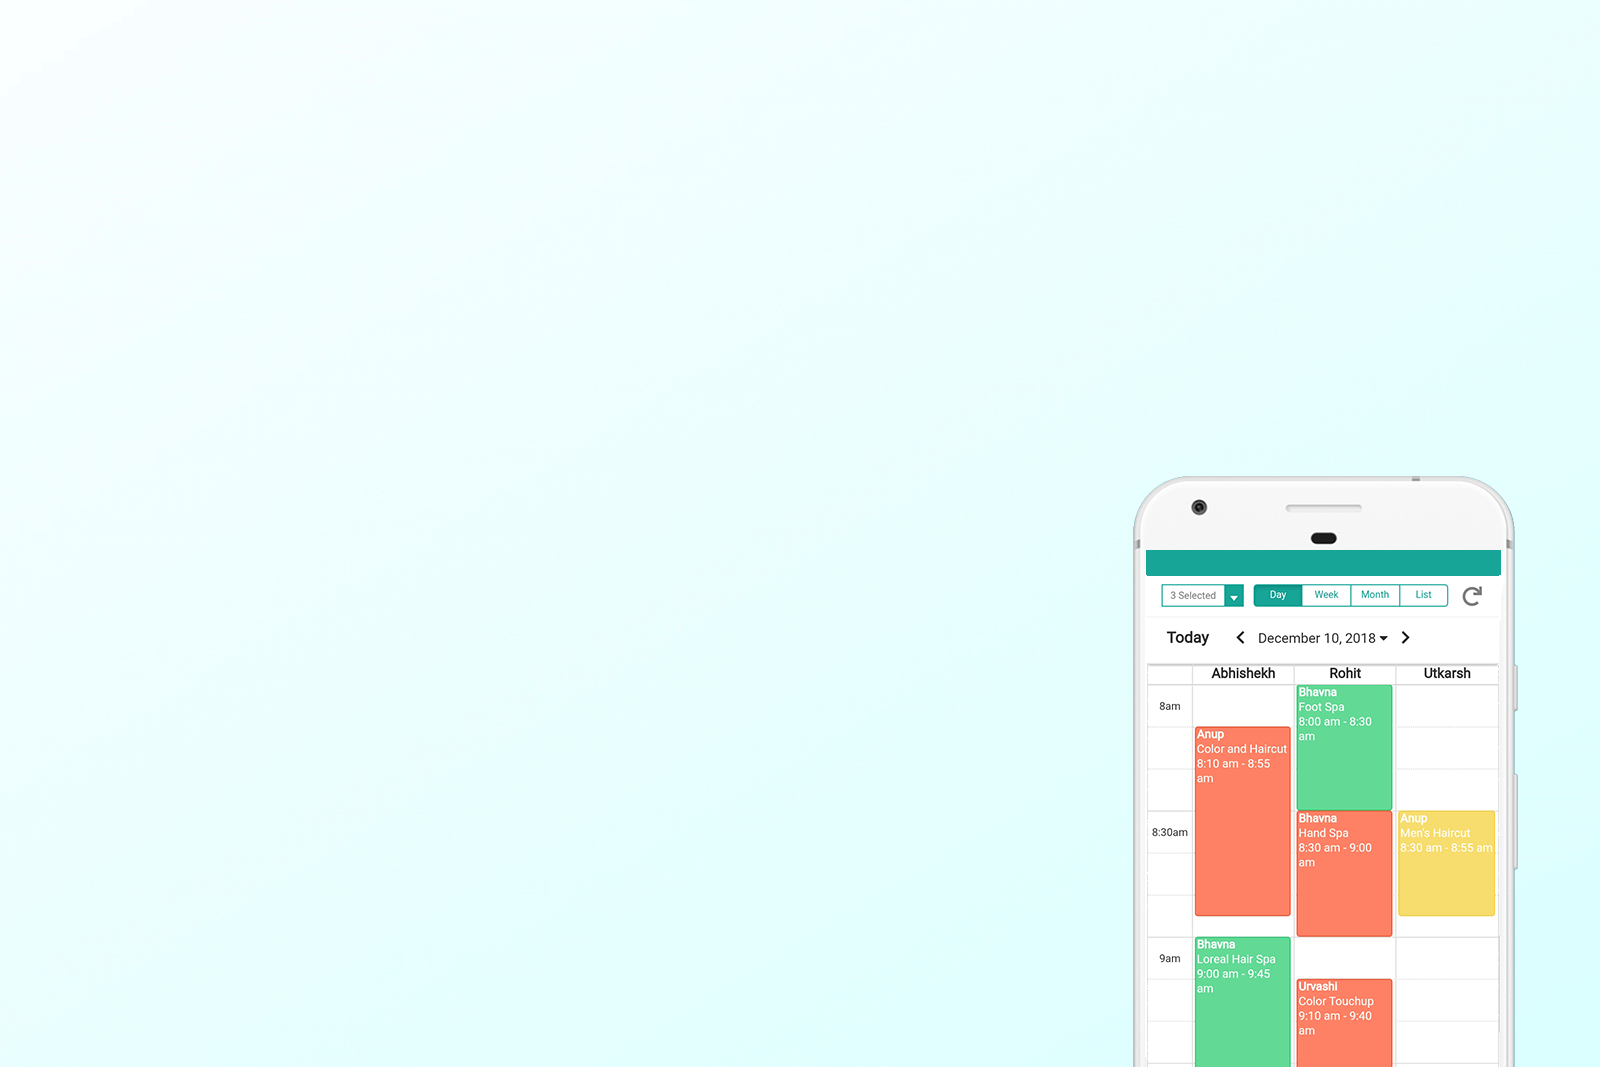 3 Selected
Day Week Month List
Today December 10, 2018
Abhishekh Rohit Utkarsh
8am
Bhavna
Foot Spa
8:00 am - 8:30
am
Anup
Color and Haircut
8:10 am - 8:55
am
8:30am
Bhavna
Hand Spa
8:30 am - 9:00
am
Anup
Men's Haircut
8:30 am - 8:55 am
9am
Bhavna
Loreal Hair Spa
9:00 am - 9:45
am
Urvashi
Color Touchup
9:10 am - 9:40
am